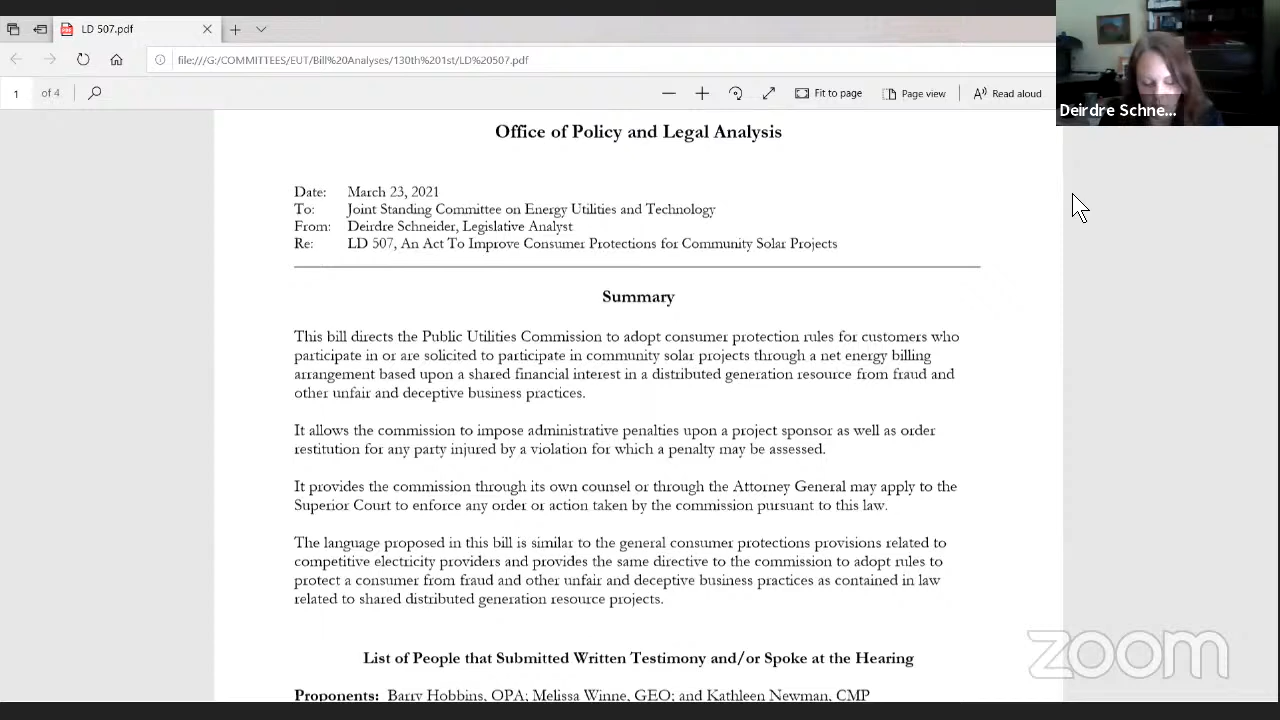 LD 507.pdf
file:///G:/COMMITTEES/EUT/Bill%20Analyses/130th%201st/LD%20507.pdf
1 of 4
Fit to page
Page view
Read aloud
Deirdre Schne...
Office of Policy and Legal Analysis
Date: March 23, 2021
To: Joint Standing Committee on Energy Utilities and Technology
From: Deirdre Schneider, Legislative Analyst
Re: LD 507, An Act To Improve Consumer Protections for Community Solar Projects
Summary
This bill directs the Public Utilities Commission to adopt consumer protection rules for customers who
participate in or are solicited to participate in community solar projects through a net energy billing
arrangement based upon a shared financial interest in a distributed generation resource from fraud and
other unfair and deceptive business practices.
It allows the commission to impose administrative penalties upon a project sponsor as well as order
restitution for any party injured by a violation for which a penalty may be assessed.
It provides the commission through its own counsel or through the Attorney General may apply to the
Superior Court to enforce any order or action taken by the commission pursuant to this law.
The language proposed in this bill is similar to the general consumer protections provisions related to
competitive electricity providers and provides the same directive to the commission to adopt rules to
protect a consumer from fraud and other unfair and deceptive business practices as contained in law
related to shared distributed generation resource projects.
List of People that Submitted Written Testimony and/or Spoke at the Hearing
Proponents: Barry Hobbins, OPA; Melissa Winne, GEO; and Kathleen Newman, CMP
zoom